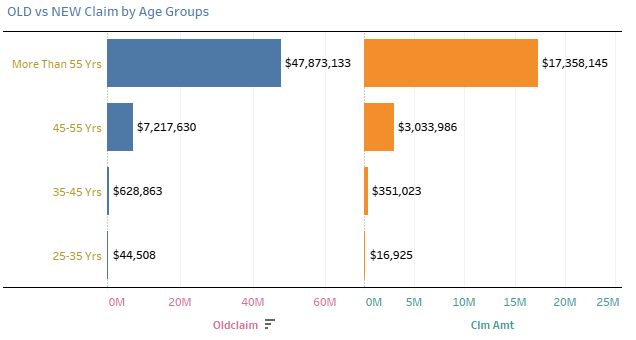 OLD vs NEW Claim by Age Groups
More Than 55 Yrs $47,873,133 $17,358,145
45-55 Yrs $7,217,630 $3,033,986
35-45 Yrs $628,863 $351,023
25-35 Yrs $44,508 $16,925
0M 20M 40M 60M 0M 5M 10M 15M 20M 25M
Oldclaim Clm Amt